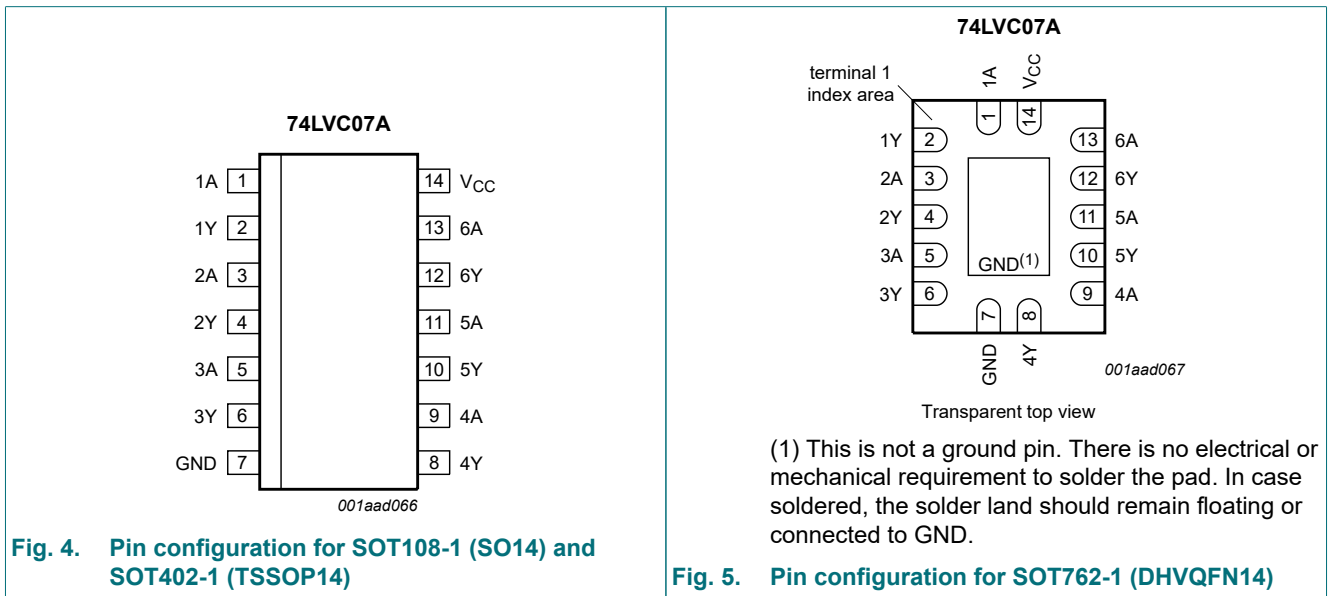 74LVC07A
1A 1
14 VCC
1Y 2
13 6A
2A 3
12 6Y
2Y 4
11 5A
3A 5
10 5Y
3Y 6
9 4A
GND 7
8 4Y
001aad066
Fig. 4. Pin configuration for SOT108-1 (SO14) and
SOT402-1 (TSSOP14)
74LVC07A
terminal 1
index area
1A
VCC
1
14
1Y 2
13 6A
2A 3
12 6Y
2Y 4
11 5A
3A 5
10 5Y
GND(1)
3Y 6
9 4A
7
8
GND
4Y
001aad067
Transparent top view
(1) This is not a ground pin. There is no electrical or
mechanical requirement to solder the pad. In case
soldered, the solder land should remain floating or
connected to GND.
Fig. 5. Pin configuration for SOT762-1 (DHVQFN14)